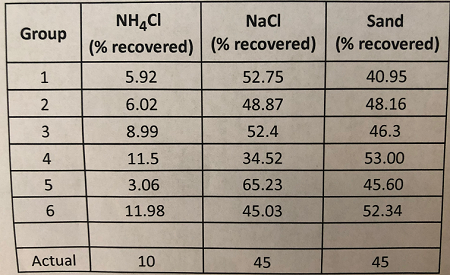 Group NH₄Cl (% recovered) NaCl (% recovered) Sand (% recovered)
1 5.92 52.75 40.95
2 6.02 48.87 48.16
3 8.99 52.4 46.3
4 11.5 34.52 53.00
5 3.06 65.23 45.60
6 11.98 45.03 52.34
Actual 10 45 45